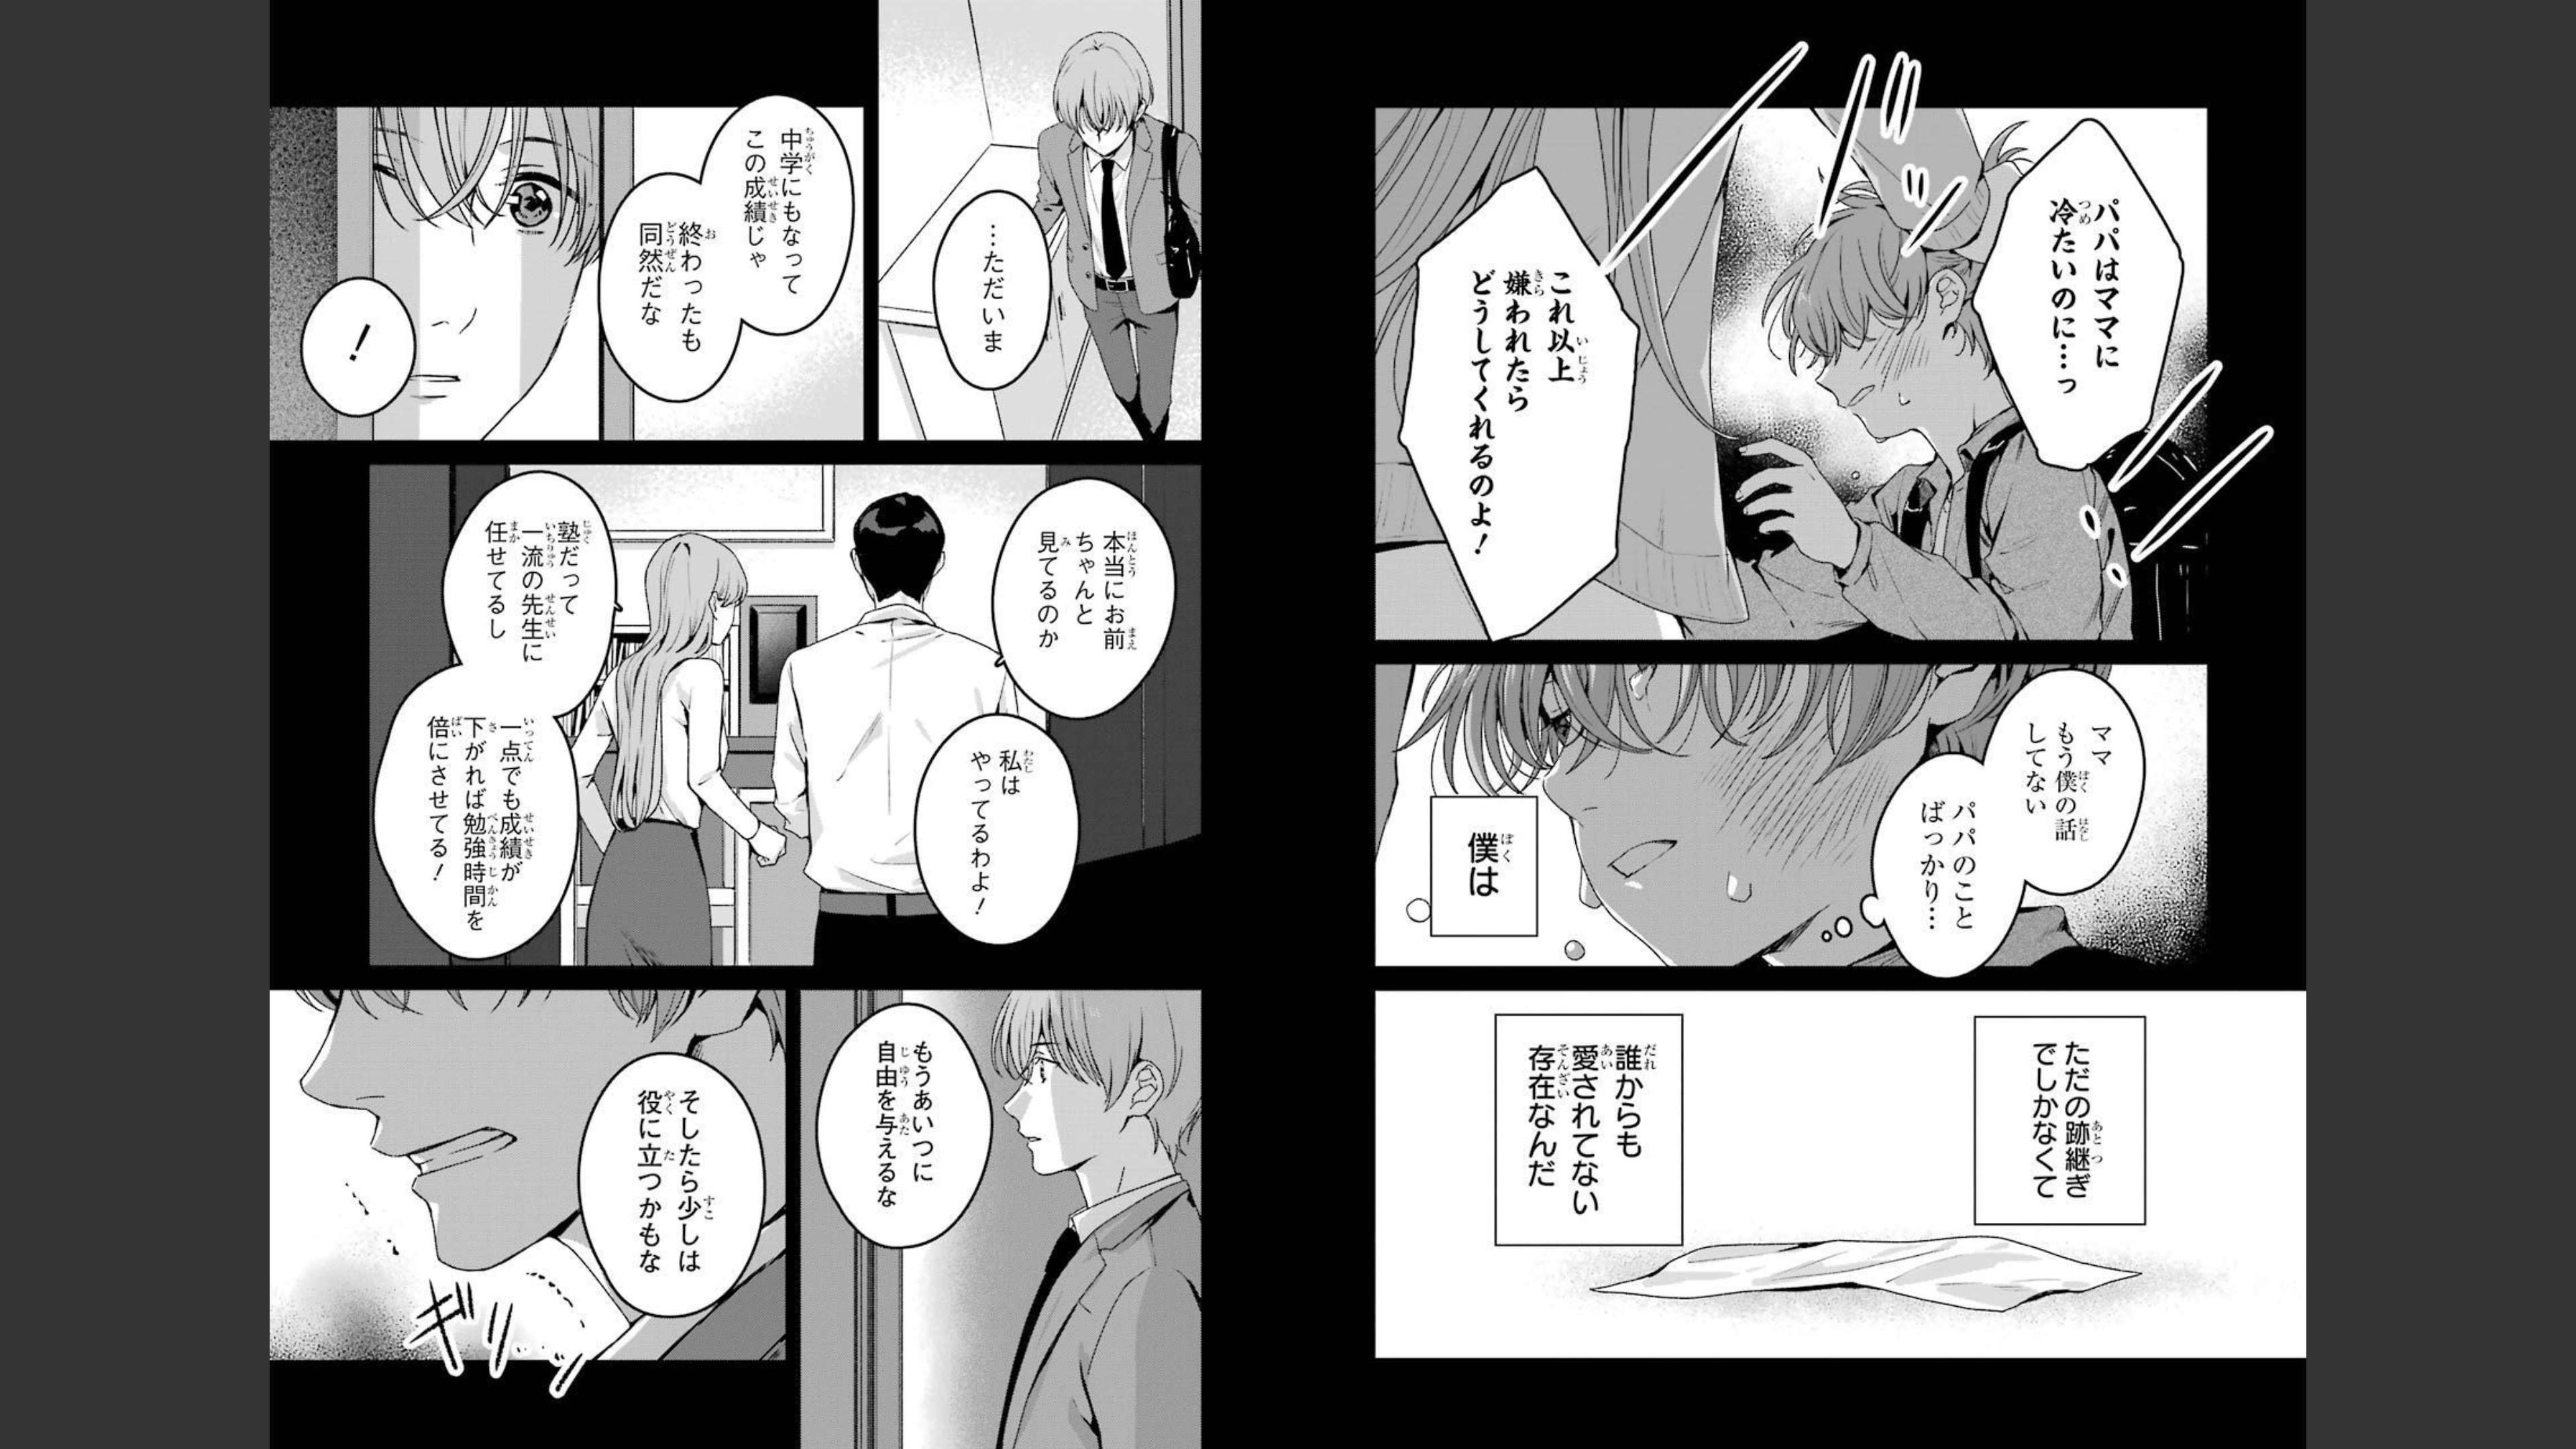 パパはママに
冷たいのに…っ
これ以上
嫌われたら
どうしてくれるのよ！
ママ
もう僕の話
してない
パパのこと
ばっかり…
僕は
ただの跡継ぎ
でしかなくて
誰からも
愛されてない
存在なんだ
…ただいま
中学にもなって
この成績じゃ
終わったも
同然だな
！
本当にお前
ちゃんと
見てるのか
私は
やってるわよ！
塾だって
一流の先生に
任せてるし
一点でも成績が
下がれば勉強時間を
倍にさせてる！
もうあいつに
自由を与えるな
そしたら少しは
役に立つかもな
ギリッ